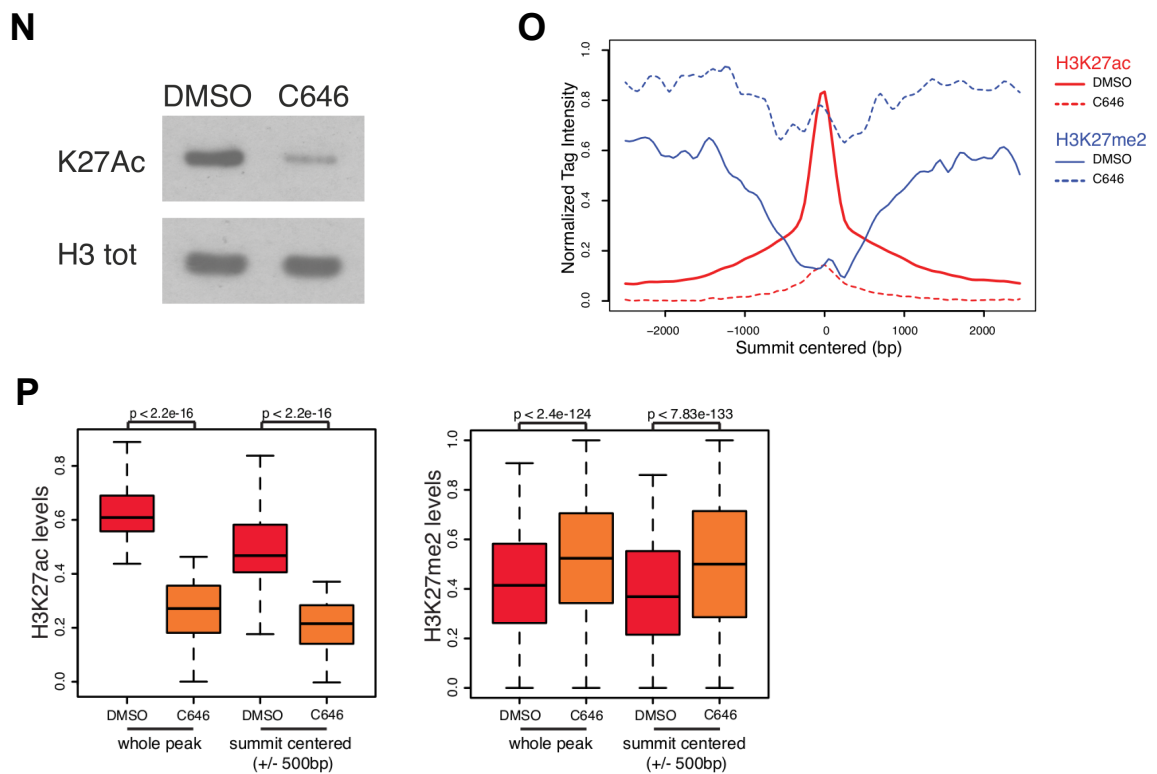 N
DMSO C646
K27Ac
H3 tot
O
Normalized Tag Intensity
0.0 0.2 0.4 0.6 0.8 1.0
−2000 −1000 0 1000 2000
Summit centered (bp)
H3K27ac
DMSO
C646
H3K27me2
DMSO
C646
P
p < 2.2e-16 p < 2.2e-16
H3K27ac levels
0.0 0.2 0.4 0.6 0.8
DMSO C646 DMSO C646
whole peak summit centered
(+/- 500bp)
p < 2.4e-124 p < 7.83e-133
H3K27me2 levels
0.0 0.2 0.4 0.6 0.8 1.0
DMSO C646 DMSO C646
whole peak summit centered
(+/- 500bp)